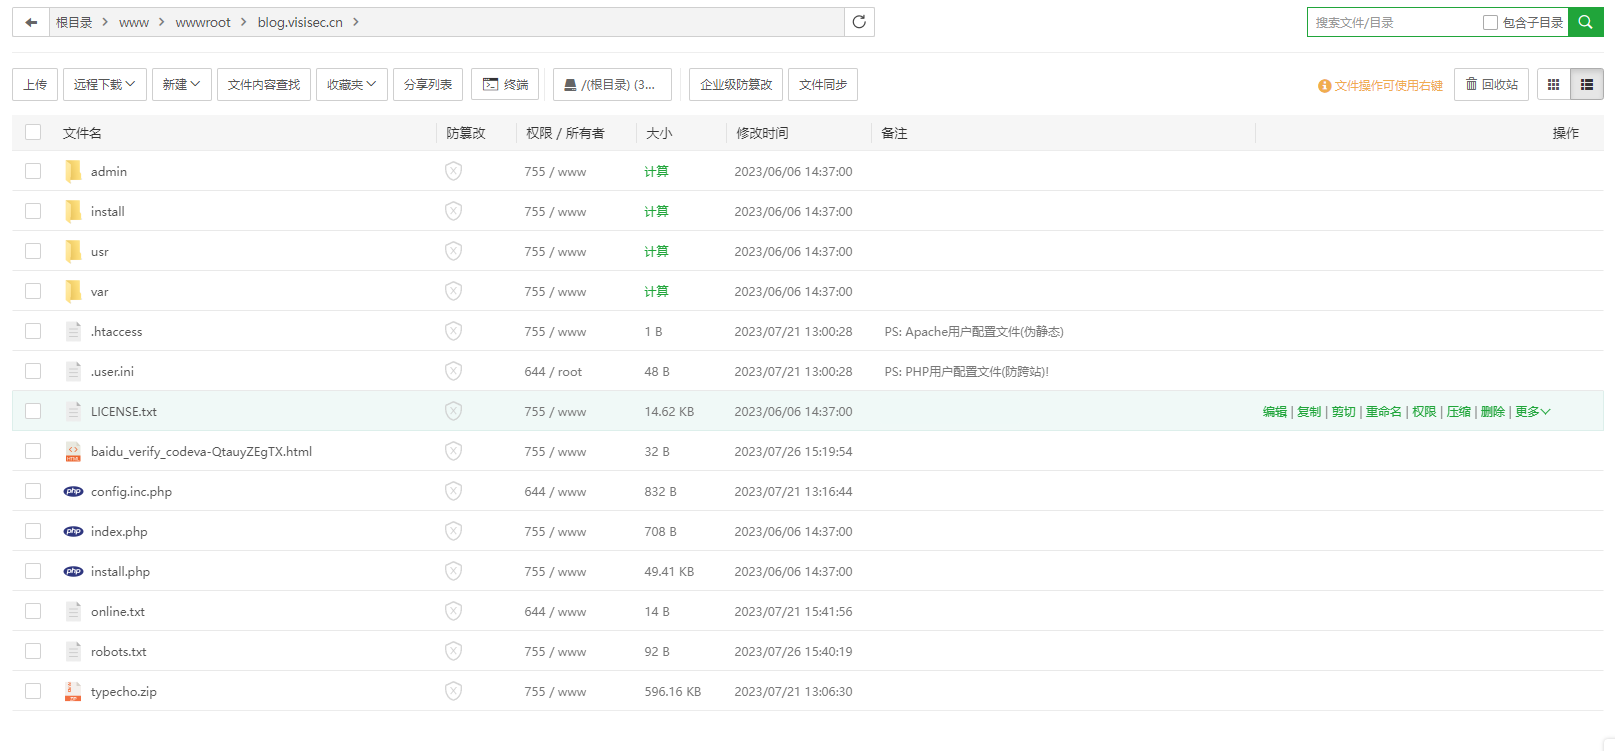 根目录 > www > wwwroot > blog.visisec.cn >
搜索文件/目录 包含子目录
上传 远程下载 新建 文件内容查找 收藏夹 分享列表 终端 /(根目录) (3... 企业级防篡改 文件同步 文件操作可使用右键 回收站
文件名 防篡改 权限 / 所有者 大小 修改时间 备注 操作
admin 755 / www 计算 2023/06/06 14:37:00
install 755 / www 计算 2023/06/06 14:37:00
usr 755 / www 计算 2023/06/06 14:37:00
var 755 / www 计算 2023/06/06 14:37:00
.htaccess 755 / www 1 B 2023/07/21 13:00:28 PS: Apache用户配置文件(伪静态)
.user.ini 644 / root 48 B 2023/07/21 13:00:28 PS: PHP用户配置文件(防跨站)!
LICENSE.txt 755 / www 14.62 KB 2023/06/06 14:37:00 编辑 | 复制 | 剪切 | 重命名 | 权限 | 压缩 | 删除 | 更多
baidu_verify_codeva-QtauyZEgTX.html 755 / www 32 B 2023/07/26 15:19:54
php config.inc.php 644 / www 832 B 2023/07/21 13:16:44
php index.php 755 / www 708 B 2023/06/06 14:37:00
php install.php 755 / www 49.41 KB 2023/06/06 14:37:00
online.txt 644 / www 14 B 2023/07/21 15:41:56
robots.txt 755 / www 92 B 2023/07/26 15:40:19
typecho.zip 755 / www 596.16 KB 2023/07/21 13:06:30